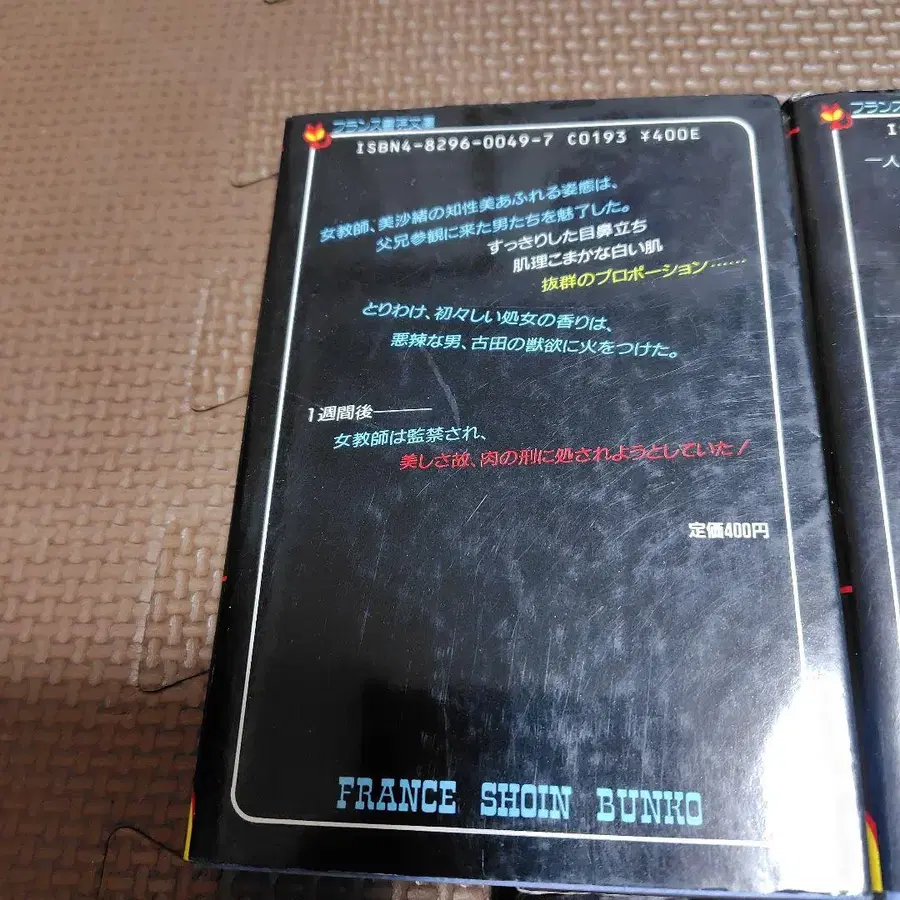 フランス書院文庫
ISBN4-8296-0049-7 C0193 ¥400E
女教師、美沙緒の知性美あふれる姿態は、
父兄参観に来た男たちを魅了した。
すっきりした目鼻立ち
肌理こまかな白い肌
抜群のプロポーション……
とりわけ、初々しい処女の香りは、
悪辣な男、古田の獣欲に火をつけた。
1週間後――
女教師は監禁され、
美しさ故、肉の刑に処されようとしていた!
定価400円
FRANCE SHOIN BUNKO
フランス
I
一人